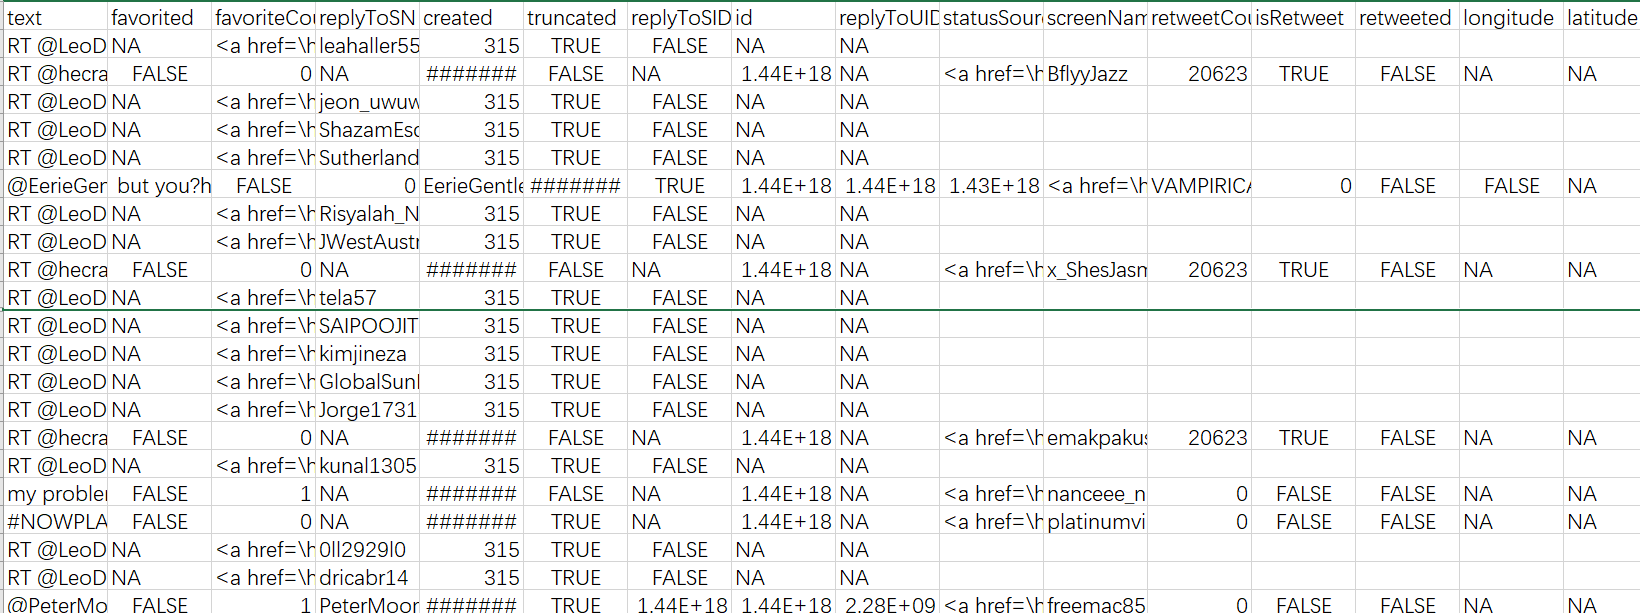 text favorited favoriteCou replyToSN created truncated replyToSID id replyToUID statusSour screenNam retweetCou isRetweet retweeted longitude latitude
RT @LeoD NA <a href=\h leahaller55 315 TRUE FALSE NA NA
RT @hecra FALSE 0 NA ####### FALSE NA 1.44E+18 NA <a href=\h BflyyJazz 20623 TRUE FALSE NA NA
RT @LeoD NA <a href=\h jeon_uwuw 315 TRUE FALSE NA NA
RT @LeoD NA <a href=\h ShazamEsc 315 TRUE FALSE NA NA
RT @LeoD NA <a href=\h Sutherland 315 TRUE FALSE NA NA
@EerieGer but you?h FALSE 0 EerieGentle ####### TRUE 1.44E+18 1.44E+18 1.43E+18 <a href=\h VAMPIRICA 0 FALSE FALSE NA
RT @LeoD NA <a href=\h Risyalah_N 315 TRUE FALSE NA NA
RT @LeoD NA <a href=\h JWestAustr 315 TRUE FALSE NA NA
RT @hecra FALSE 0 NA ####### FALSE NA 1.44E+18 NA <a href=\h x_ShesJasm 20623 TRUE FALSE NA NA
RT @LeoD NA <a href=\h tela57 315 TRUE FALSE NA NA
RT @LeoD NA <a href=\h SAIPOOJIT 315 TRUE FALSE NA NA
RT @LeoD NA <a href=\h kimjineza 315 TRUE FALSE NA NA
RT @LeoD NA <a href=\h GlobalSunl 315 TRUE FALSE NA NA
RT @LeoD NA <a href=\h Jorge1731 315 TRUE FALSE NA NA
RT @hecra FALSE 0 NA ####### FALSE NA 1.44E+18 NA <a href=\h emakpakus 20623 TRUE FALSE NA NA
RT @LeoD NA <a href=\h kunal1305 315 TRUE FALSE NA NA
my probler FALSE 1 NA ####### FALSE NA 1.44E+18 NA <a href=\h nanceee_n 0 FALSE FALSE NA NA
#NOWPLA FALSE 0 NA ####### TRUE NA 1.44E+18 NA <a href=\h platinumvi 0 FALSE FALSE NA NA
RT @LeoD NA <a href=\h 0ll2929l0 315 TRUE FALSE NA NA
RT @LeoD NA <a href=\h dricabr14 315 TRUE FALSE NA NA
@PeterMo FALSE 1 PeterMoor ####### TRUE 1.44E+18 1.44E+18 2.28E+09 <a href=\h freemac85 0 FALSE FALSE NA NA